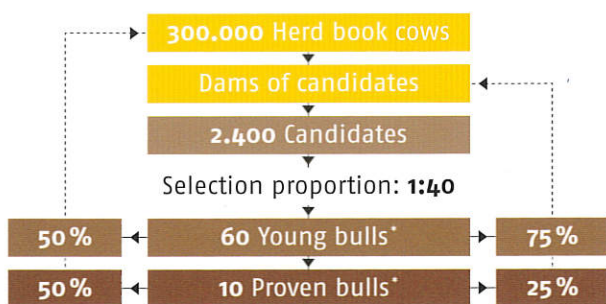 300.000 Herd book cows
Dams of candidates
2.400 Candidates
Selection proportion: 1:40
50 % 60 Young bulls* 75 %
50 % 10 Proven bulls* 25 %